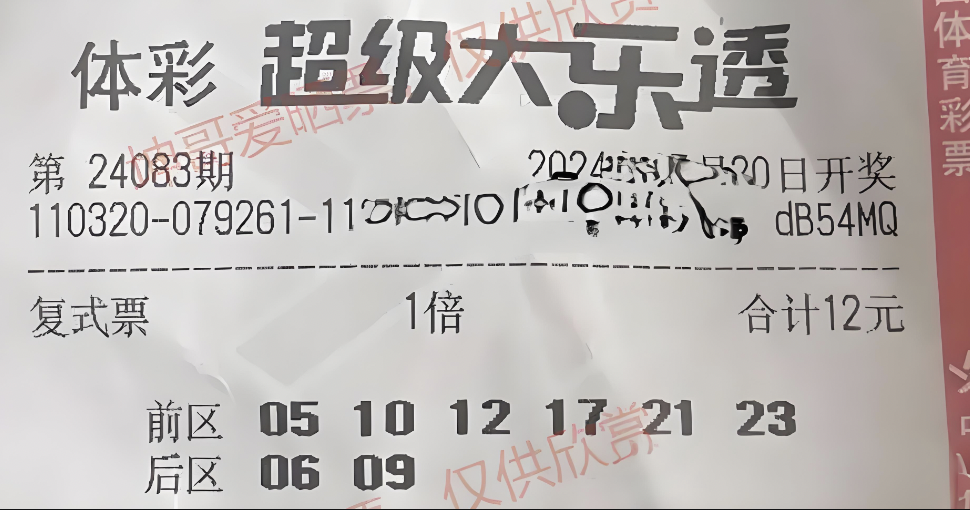 体彩 超级大乐透
坤哥爱晒票 仅供欣赏
第 24083期 2024 30日开奖
110320-079261-11 dB54MQ
复式票 1倍 合计12元
前区 05 10 12 17 21 23
后区 06 09
仅供欣赏
体育彩票